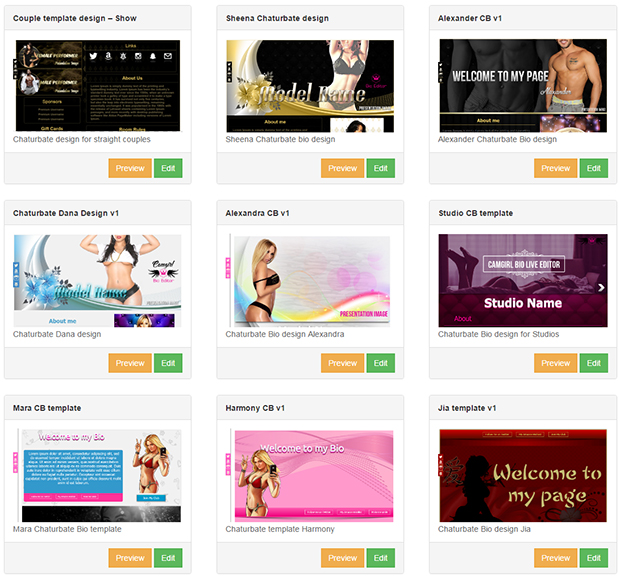 Couple template design – Show
Sheena Chaturbate design
Alexander CB v1
Links
About Us
Sponsors
Gift Cards
Room Rules
Model Name
Bio Editor
About me
WELCOME TO MY PAGE
Alexander
Chaturbate design for straight couples
Sheena Chaturbate bio design
Alexander Chaturbate Bio design
Preview
Edit
Preview
Edit
Preview
Edit
Chaturbate Dana Design v1
Alexandra CB v1
Studio CB template
Camgirl
Bio Editor
Model Name
About me
PRESENTATION IMAGE
CAMGIRL BIO LIVE EDITOR
Studio Name
About
Chaturbate Dana design
Chaturbate Bio design Alexandra
Chaturbate Bio design for Studios
Preview
Edit
Preview
Edit
Preview
Edit
Mara CB template
Harmony CB v1
Jia template v1
Welcome to my Bio
Welcome to my Bio
Welcome to
my page
Mara Chaturbate Bio template
Chaturbate template Harmony
Chaturbate Bio design Jia
Preview
Edit
Preview
Edit
Preview
Edit